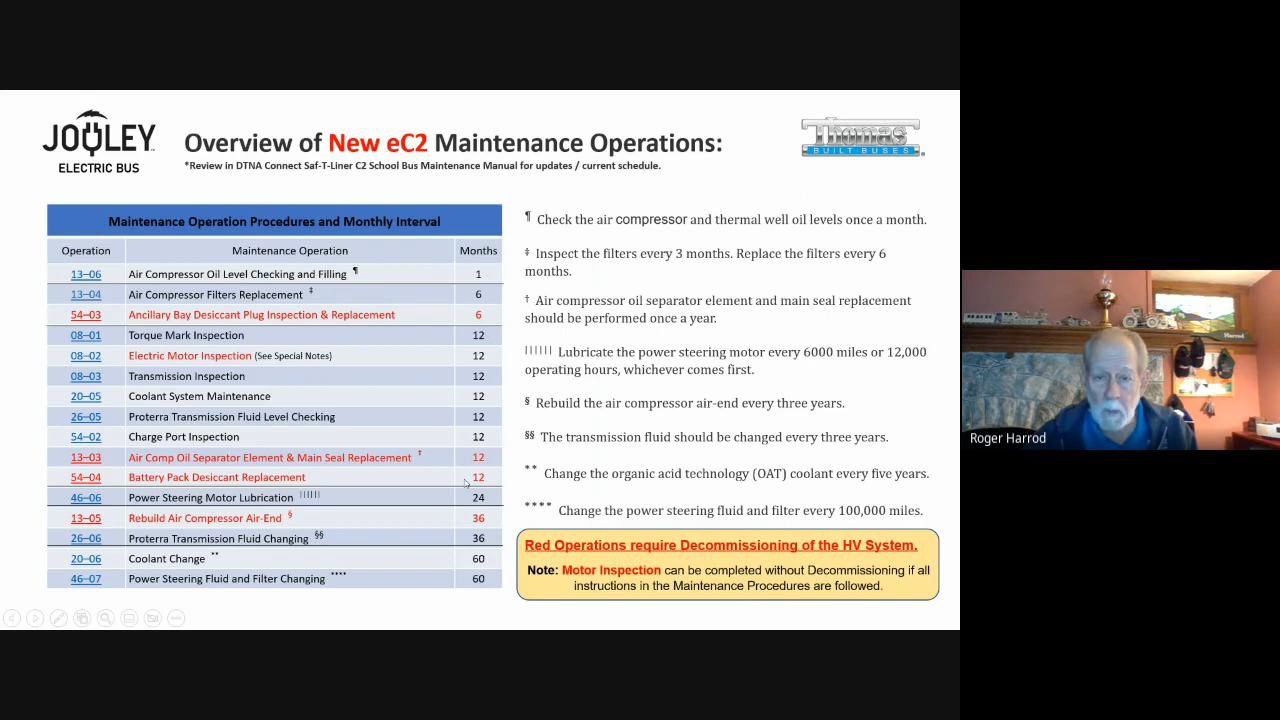 JOULEY
ELECTRIC BUS
Overview of New eC2 Maintenance Operations:
*Review in DTNA Connect Saf-T-Liner C2 School Bus Maintenance Manual for updates / current schedule.
Thomas
BUILT BUSES
Maintenance Operation Procedures and Monthly Interval
Operation Maintenance Operation Months
13–06 Air Compressor Oil Level Checking and Filling ¶ 1
13–04 Air Compressor Filters Replacement ‡ 6
54–03 Ancillary Bay Desiccant Plug Inspection & Replacement 6
08–01 Torque Mark Inspection 12
08–02 Electric Motor Inspection (See Special Notes) 12
08–03 Transmission Inspection 12
20–05 Coolant System Maintenance 12
26–05 Proterra Transmission Fluid Level Checking 12
54–02 Charge Port Inspection 12
13–03 Air Comp Oil Separator Element & Main Seal Replacement † 12
54–04 Battery Pack Desiccant Replacement 12
46–06 Power Steering Motor Lubrication |||||| 24
13–05 Rebuild Air Compressor Air-End § 36
26–06 Proterra Transmission Fluid Changing §§ 36
20–06 Coolant Change ** 60
46–07 Power Steering Fluid and Filter Changing **** 60
¶ Check the air compressor and thermal well oil levels once a month.
‡ Inspect the filters every 3 months. Replace the filters every 6
months.
† Air compressor oil separator element and main seal replacement
should be performed once a year.
|||||| Lubricate the power steering motor every 6000 miles or 12,000
operating hours, whichever comes first.
§ Rebuild the air compressor air-end every three years.
§§ The transmission fluid should be changed every three years.
** Change the organic acid technology (OAT) coolant every five years.
**** Change the power steering fluid and filter every 100,000 miles.
Red Operations require Decommissioning of the HV System.
Note: Motor Inspection can be completed without Decommissioning if all
instructions in the Maintenance Procedures are followed.
Harrod
Roger Harrod